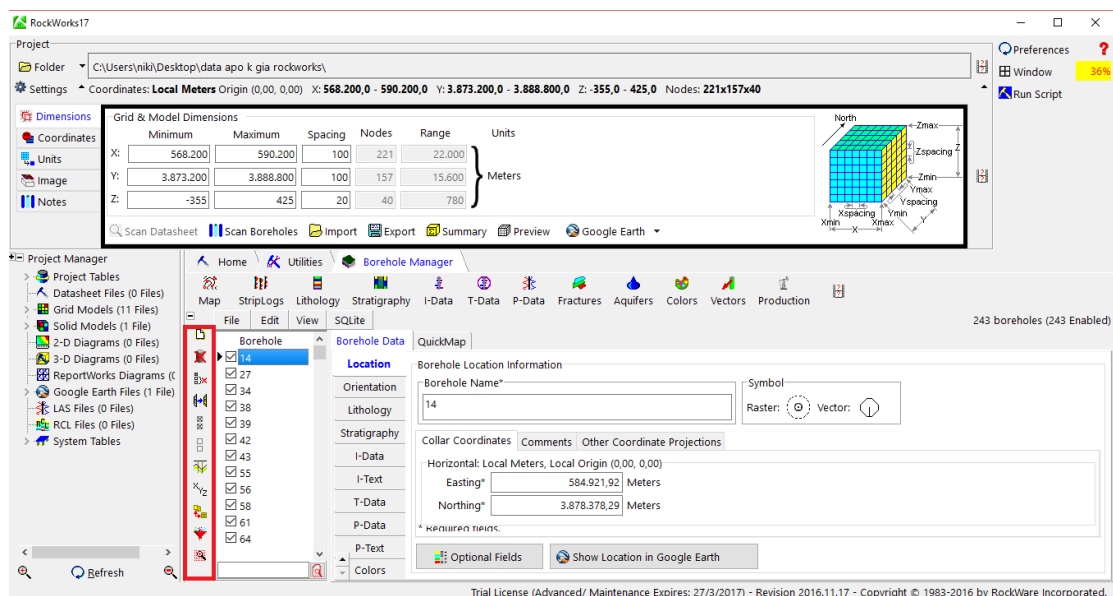 RockWorks17
Project
Folder C:\Users\niki\Desktop\data apo k gia rockworks\
Preferences ?
Window 36%
Run Script
Settings Coordinates: Local Meters Origin (0,00, 0,00) X: 568.200,0 - 590.200,0 Y: 3.873.200,0 - 3.888.800,0 Z: -355,0 - 425,0 Nodes: 221x157x40
Dimensions
Coordinates
Units
Image
Notes
Grid & Model Dimensions
Minimum Maximum Spacing Nodes Range Units
X: 568.200 590.200 100 221 22.000
Y: 3.873.200 3.888.800 100 157 15.600 Meters
Z: -355 425 20 40 780
North
Zmax
Zspacing Z
Zmin
Ymax
Yspacing
Xspacing Ymin
Xmin Xmax Y
X
Scan Datasheet Scan Boreholes Import Export Summary Preview Google Earth
Project Manager
Project Tables
Datasheet Files (0 Files)
Grid Models (11 Files)
Solid Models (1 File)
2-D Diagrams (0 Files)
3-D Diagrams (0 Files)
ReportWorks Diagrams (0
Google Earth Files (1 File)
LAS Files (0 Files)
RCL Files (0 Files)
System Tables
Refresh
Home Utilities Borehole Manager
Map StripLogs Lithology Stratigraphy I-Data T-Data P-Data Fractures Aquifers Colors Vectors Production
File Edit View SQLite
243 boreholes (243 Enabled)
Borehole
14
27
34
38
39
42
43
55
56
58
61
64
XYZ
Borehole Data QuickMap
Location
Orientation
Lithology
Stratigraphy
I-Data
I-Text
T-Data
P-Data
P-Text
Colors
Borehole Location Information
Borehole Name*
14
Symbol
Raster: Vector:
Collar Coordinates Comments Other Coordinate Projections
Horizontal: Local Meters, Local Origin (0,00, 0,00)
Easting* 584.921,92 Meters
Northing* 3.878.378,29 Meters
* Required fields.
Optional Fields Show Location in Google Earth
Trial License (Advanced/ Maintenance Expires: 27/3/2017) - Revision 2016.11.17 - Copyright © 1983-2016 by RockWare Incorporated.